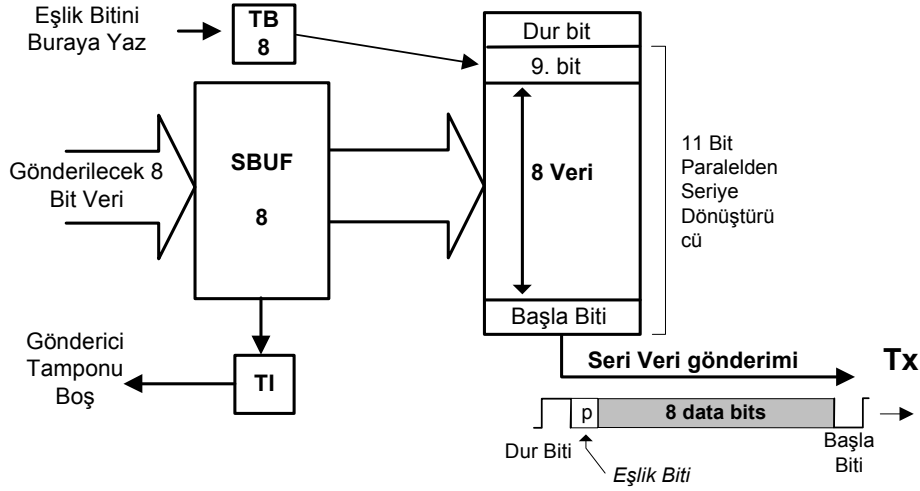 Eşlik Bitini
Buraya Yaz
TB
8
Dur bit
9. bit
Gönderilecek 8
Bit Veri
SBUF
8
8 Veri
11 Bit
Paralelden
Seriye
Dönüştürü
cü
Başla Biti
Gönderici
Tamponu
Boş
TI
Seri Veri gönderimi
Tx
p
8 data bits
Dur Biti
Eşlik Biti
Başla
Biti